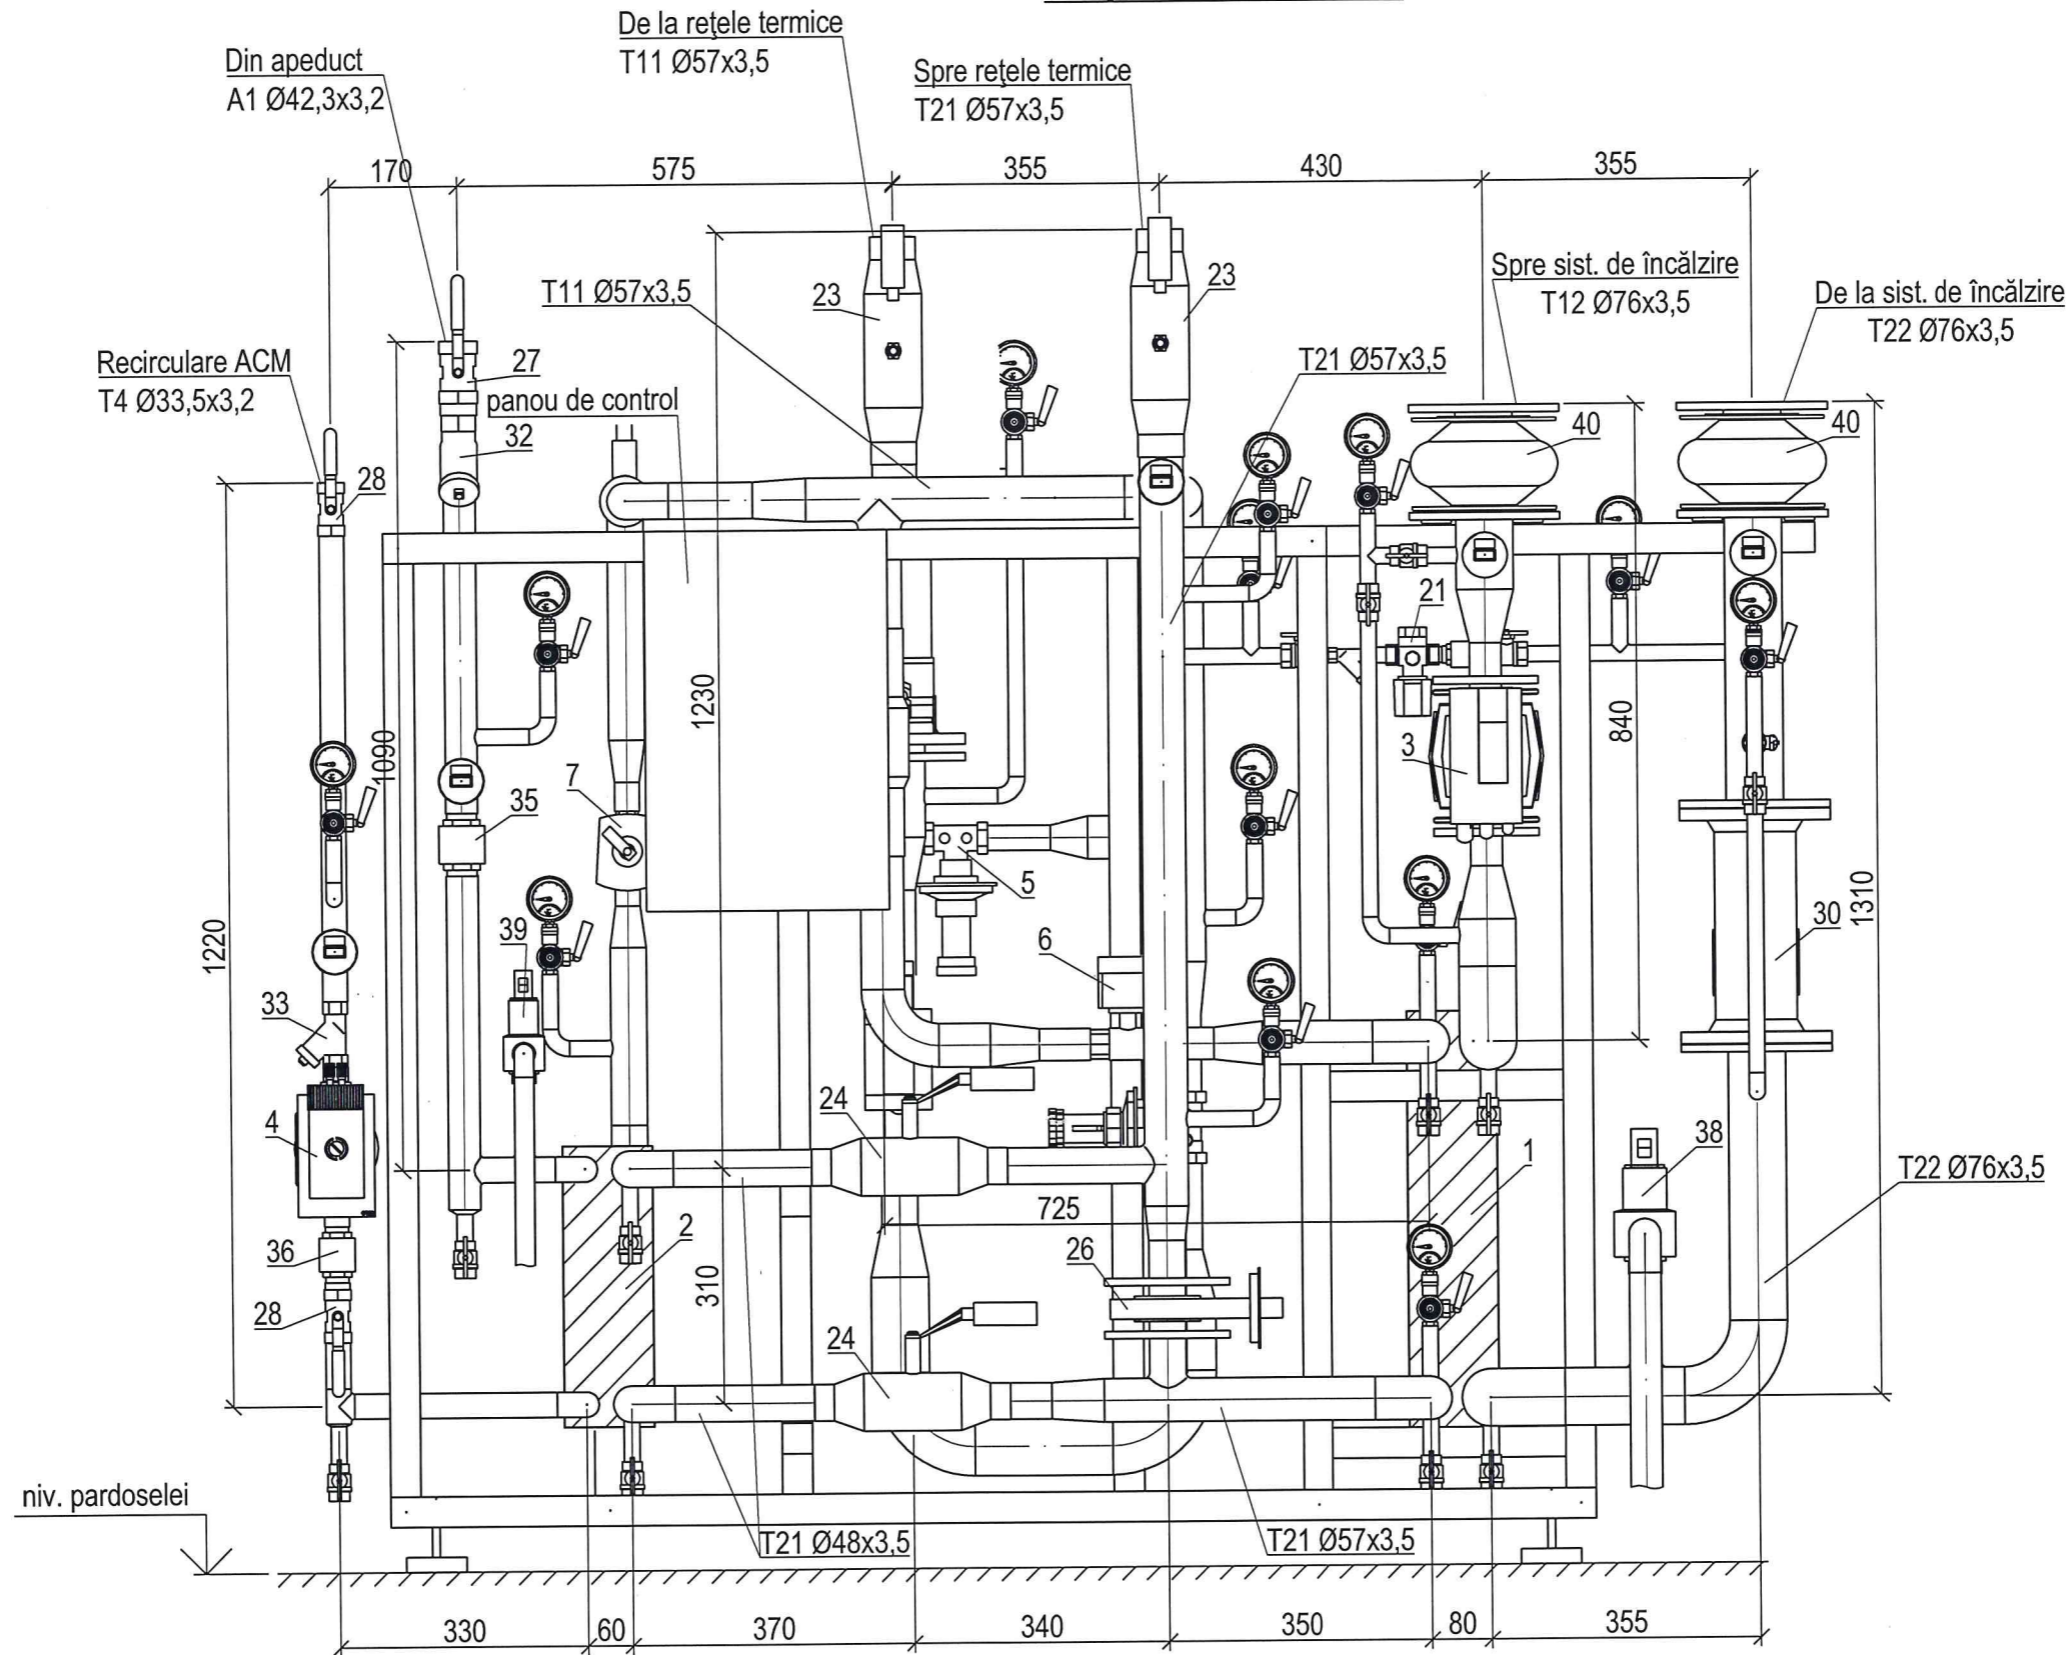 De la rețele termice
T11 Ø57x3,5
Din apeduct
A1 Ø42,3x3,2
Spre rețele termice
T21 Ø57x3,5
170
575
355
430
355
Spre sist. de încălzire
T12 Ø76x3,5
De la sist. de încălzire
T22 Ø76x3,5
T11 Ø57x3,5
23
23
Recirculare ACM
T4 Ø33,5x3,2
27
panou de control
T21 Ø57x3,5
32
28
40
40
21
1230
1090
840
7
3
35
5
39
6
30
1310
1220
33
4
24
38
1
T22 Ø76x3,5
725
2
36
26
310
28
24
niv. pardoselei
T21 Ø48x3,5
T21 Ø57x3,5
330
60
370
340
350
80
355